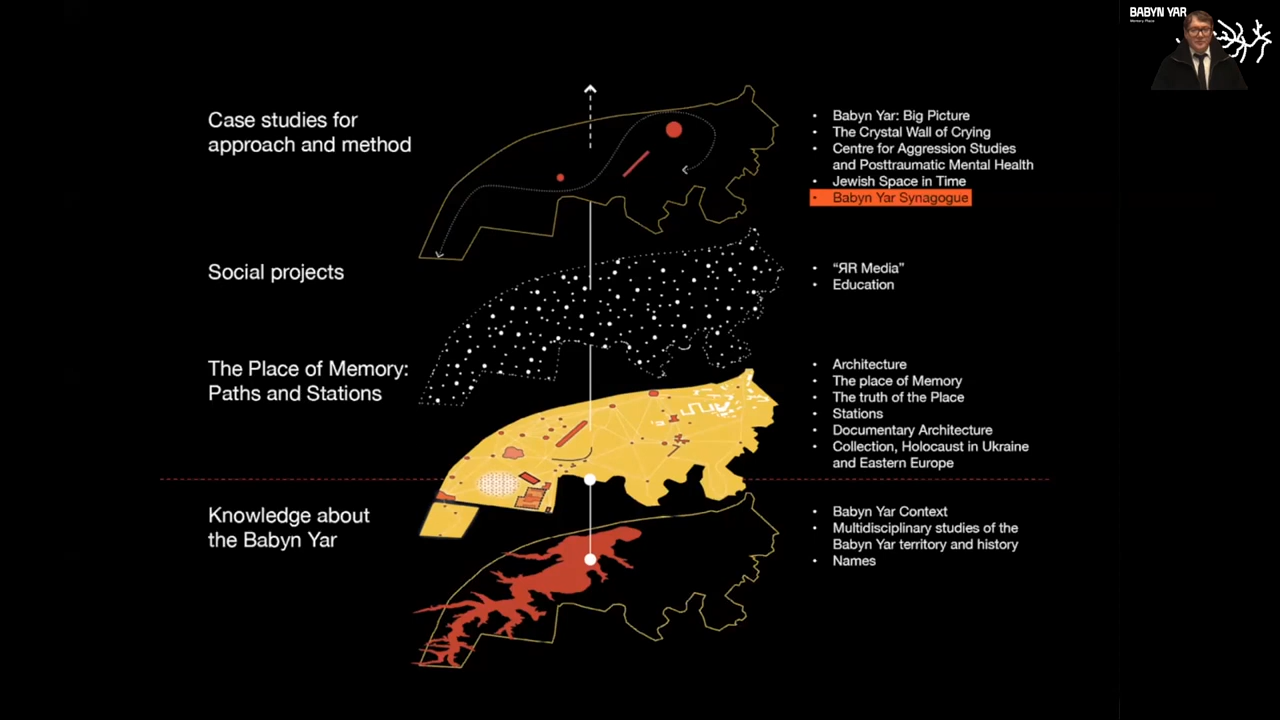 BABYN YAR
Memory Place
Case studies for
approach and method
• Babyn Yar: Big Picture
• The Crystal Wall of Crying
• Centre for Aggression Studies
and Posttraumatic Mental Health
• Jewish Space in Time
• Babyn Yar Synagogue
Social projects
• “ЯR Media”
• Education
The Place of Memory:
Paths and Stations
• Architecture
• The place of Memory
• The truth of the Place
• Stations
• Documentary Architecture
• Collection, Holocaust in Ukraine
and Eastern Europe
Knowledge about
the Babyn Yar
• Babyn Yar Context
• Multidisciplinary studies of the
Babyn Yar territory and history
• Names